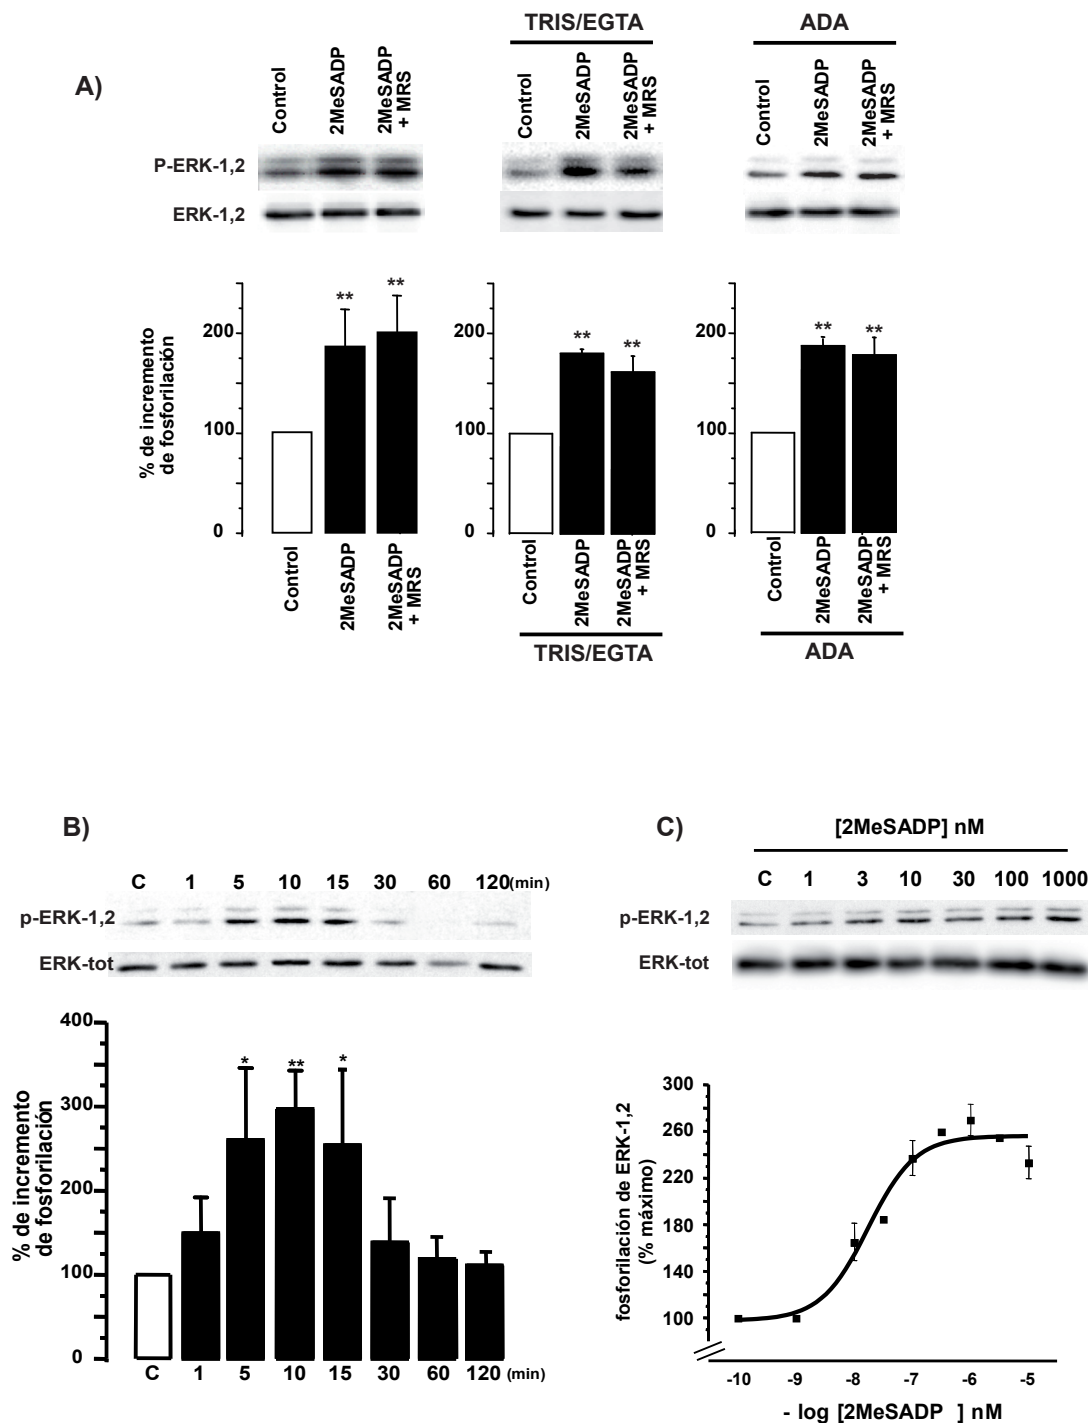 A)
TRIS/EGTA
ADA
Control
2MeSADP
2MeSADP
+ MRS
Control
2MeSADP
2MeSADP
+ MRS
Control
2MeSADP
2MeSADP
+ MRS
P-ERK-1,2
ERK-1,2
% de incremento
de fosforilación
200
100
0
**
**
200
100
0
**
**
200
100
0
**
**
Control
2MeSADP
2MeSADP
+ MRS
Control
2MeSADP
2MeSADP
+ MRS
Control
2MeSADP
2MeSADP
+ MRS
TRIS/EGTA
ADA
B)
C 1 5 10 15 30 60 120 (min)
p-ERK-1,2
ERK-tot
% de incremento
de fosforilación
400
300
200
100
0
* ** *
C 1 5 10 15 30 60 120 (min)
C)
[2MeSADP] nM
C 1 3 10 30 100 1000
p-ERK-1,2
ERK-tot
fosforilación de ERK-1,2
(% máximo)
300
260
220
180
140
100
-10 -9 -8 -7 -6 -5
- log [2MeSADP ] nM